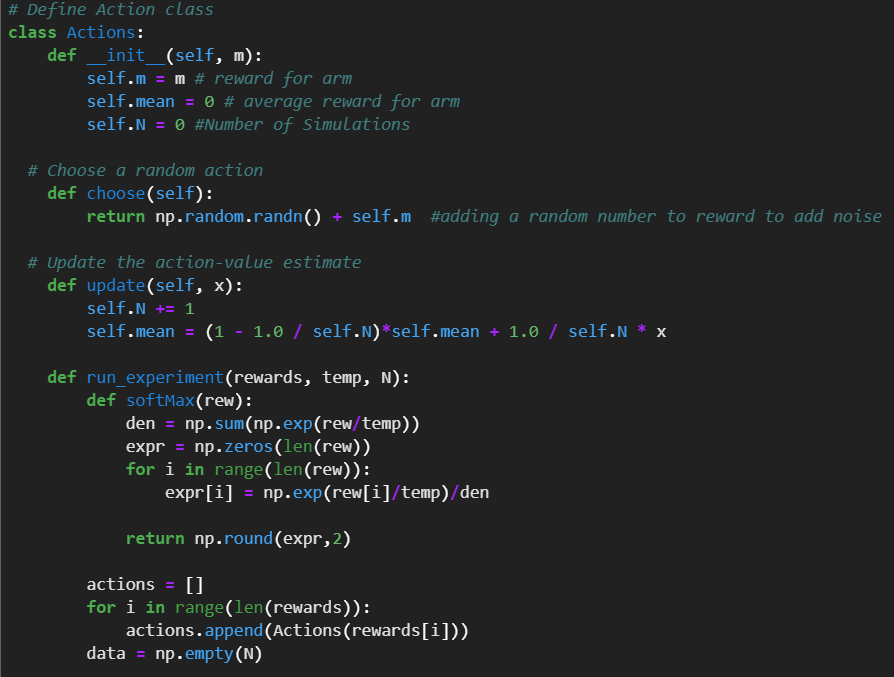 # Define Action class
class Actions:
    def __init__(self, m):
        self.m = m # reward for arm
        self.mean = 0 # average reward for arm
        self.N = 0 #Number of Simulations

  # Choose a random action
    def choose(self):
        return np.random.randn() + self.m  #adding a random number to reward to add noise

  # Update the action-value estimate
    def update(self, x):
        self.N += 1
        self.mean = (1 - 1.0 / self.N)*self.mean + 1.0 / self.N * x

    def run_experiment(rewards, temp, N):
        def softMax(rew):
            den = np.sum(np.exp(rew/temp))
            expr = np.zeros(len(rew))
            for i in range(len(rew)):
                expr[i] = np.exp(rew[i]/temp)/den

            return np.round(expr,2)

        actions = []
        for i in range(len(rewards)):
            actions.append(Actions(rewards[i]))
        data = np.empty(N)